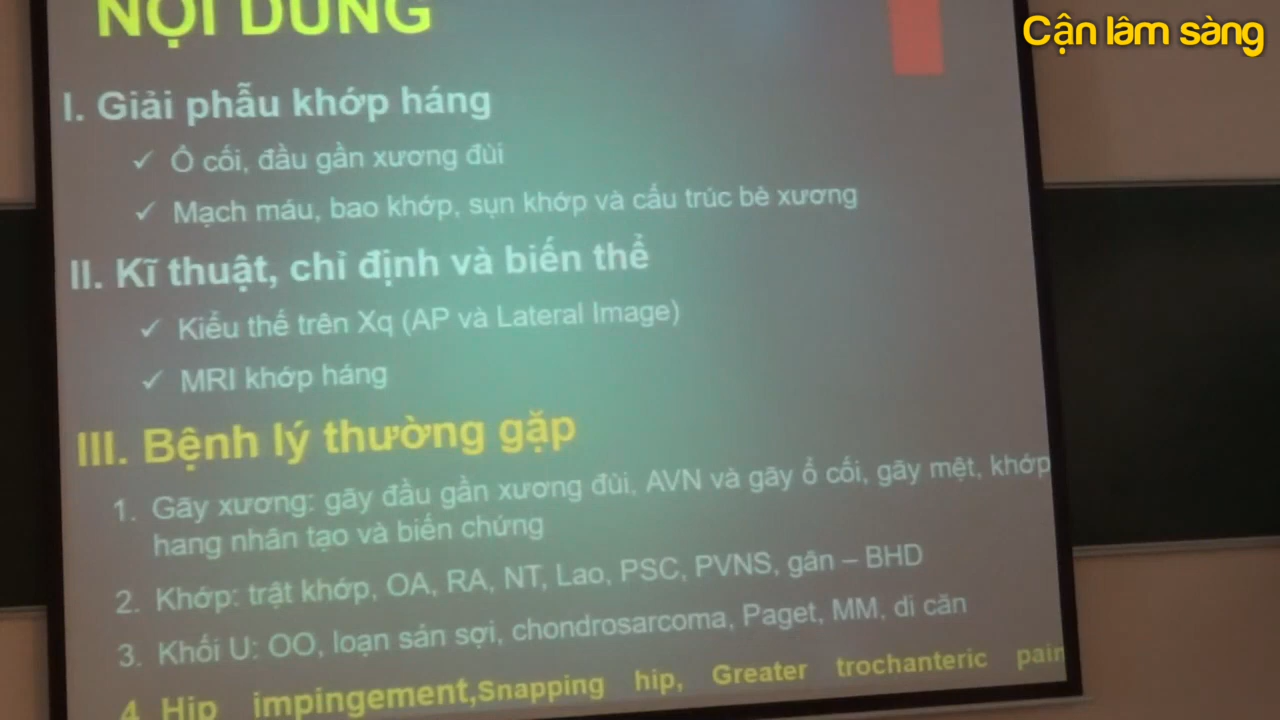 NỘI DUNG
Cận lâm sàng
I. Giải phẫu khớp háng
✓ Ổ cối, đầu gần xương đùi
✓ Mạch máu, bao khớp, sụn khớp và cấu trúc bè xương
II. Kĩ thuật, chỉ định và biến thể
✓ Kiểu thế trên Xq (AP và Lateral Image)
✓ MRI khớp háng
III. Bệnh lý thường gặp
1. Gãy xương: gãy đầu gần xương đùi, AVN và gãy ổ cối, gãy mệt, khớp
hang nhân tạo và biến chứng
2. Khớp: trật khớp, OA, RA, NT, Lao, PSC, PVNS, gân – BHD
3. Khối U: OO, loạn sản sợi, chondrosarcoma, Paget, MM, di căn
4. Hip impingement,Snapping hip, Greater trochanteric pain